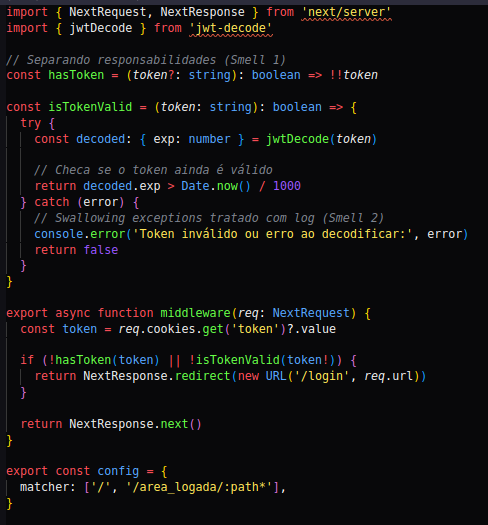 import { NextRequest, NextResponse } from 'next/server'
import { jwtDecode } from 'jwt-decode'
// Separando responsabilidades (Smell 1)
const hasToken = (token?: string): boolean => !!token
const isTokenValid = (token: string): boolean => {
try {
const decoded: { exp: number } = jwtDecode(token)
// Checa se o token ainda é válido
return decoded.exp > Date.now() / 1000
} catch (error) {
// Swallowing exceptions tratado com log (Smell 2)
console.error('Token inválido ou erro ao decodificar:', error)
return false
}
}
export async function middleware(req: NextRequest) {
const token = req.cookies.get('token')?.value
if (!hasToken(token) || !isTokenValid(token!)) {
return NextResponse.redirect(new URL('/login', req.url))
}
return NextResponse.next()
}
export const config = {
matcher: ['/', '/area_logada/:path*'],
}